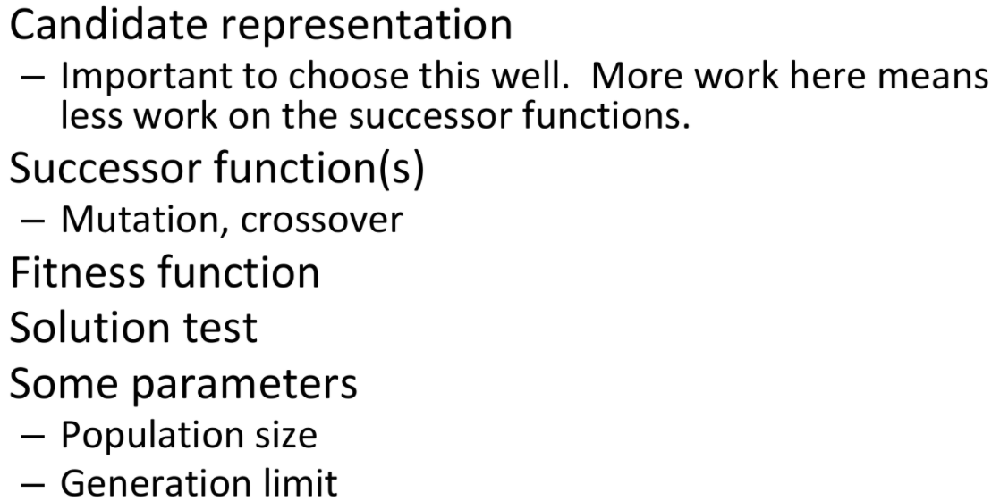 Candidate representation
– Important to choose this well.  More work here means
less work on the successor functions.
Successor function(s)
– Mutation, crossover
Fitness function
Solution test
Some parameters
– Population size
– Generation limit